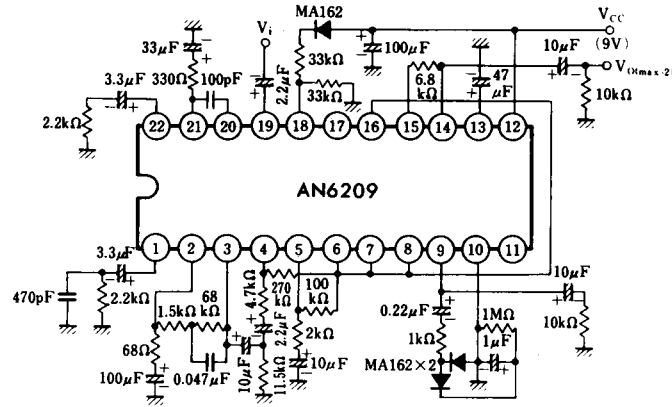 MA162
Vi
VCC
(9V)
33μF
3.3μF
330Ω
100pF
2.2μF
33kΩ
33kΩ
100μF
6.8
kΩ
47
μF
10μF
VO(max·2)
10kΩ
2.2kΩ
22 21 20 19 18 17 16 15 14 13 12
AN6209
1 2 3 4 5 6 7 8 9 10 11
3.3μF
470pF
2.2kΩ
1.5kΩ
68
kΩ
4.7kΩ
270
kΩ
100
kΩ
0.22μF
10μF
10kΩ
68Ω
100μF
0.047μF
10μF
2.2μF
11.5kΩ
2kΩ
10μF
1kΩ
1MΩ
1μF
MA162×2